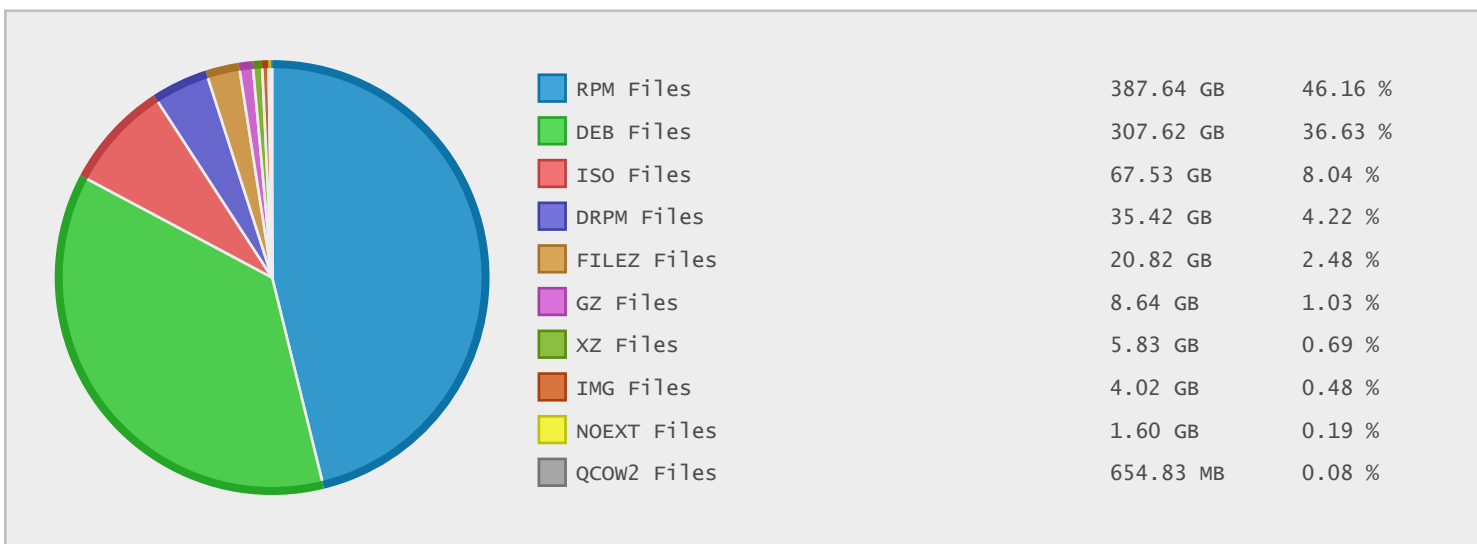 RPM Files 387.64 GB 46.16 %
DEB Files 307.62 GB 36.63 %
ISO Files 67.53 GB 8.04 %
DRPM Files 35.42 GB 4.22 %
FILEZ Files 20.82 GB 2.48 %
GZ Files 8.64 GB 1.03 %
XZ Files 5.83 GB 0.69 %
IMG Files 4.02 GB 0.48 %
NOEXT Files 1.60 GB 0.19 %
QCOW2 Files 654.83 MB 0.08 %